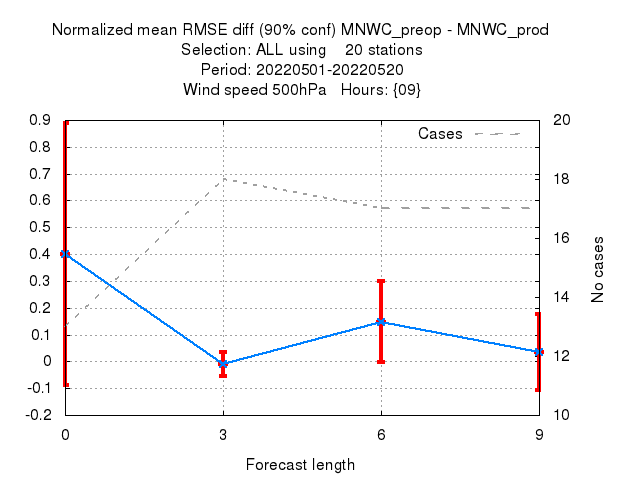 Normalized mean RMSE diff (90% conf) MNWC_preop - MNWC_prod
Selection: ALL using    20 stations
Period: 20220501-20220520
Wind speed 500hPa   Hours: {09}
Cases
0.9
0.8
0.7
0.6
0.5
0.4
0.3
0.2
0.1
0
-0.1
-0.2
20
18
16
14
12
10
No cases
0 3 6 9
Forecast length